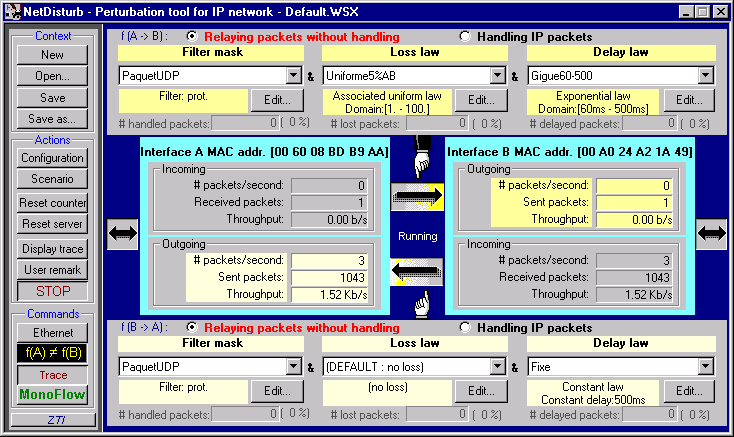 NetDisturb - Perturbation tool for IP network - Default.WSX
Context
New
Open...
Save
Save as...
Actions
Configuration
Scenario
Reset counter
Reset server
Display trace
User remark
STOP
Commands
Ethernet
f(A) ≠ f(B)
Trace
MonoFlow
ZTI
f (A -> B) : Relaying packets without handling Handling IP packets
Filter mask Loss law Delay law
PaquetUDP & Uniforme5%AB & Gigue60-500
Filter: prot. Edit... Associated uniform law Edit... Exponential law Edit...
Domain:[1. - 100.] Domain:[60ms - 500ms]
# handled packets: 0 ( 0 %) # lost packets: 0 ( 0 %) # delayed packets: 0 ( 0 %)
Interface A MAC addr. [00 60 08 BD B9 AA]
Incoming
# packets/second: 0
Received packets: 1
Throughput: 0.00 b/s
Outgoing
# packets/second: 3
Sent packets: 1043
Throughput: 1.52 Kb/s
Running
Interface B MAC addr. [00 A0 24 A2 1A 49]
Outgoing
# packets/second: 0
Sent packets: 1
Throughput: 0.00 b/s
Incoming
# packets/second: 3
Received packets: 1043
Throughput: 1.52 Kb/s
f (B -> A) : Relaying packets without handling Handling IP packets
Filter mask Loss law Delay law
PaquetUDP & (DEFAULT : no loss) & Fixe
Filter: prot. Edit... (no loss) Edit... Constant law Edit...
Constant delay:500ms
# handled packets: 0 ( 0 %) # lost packets: 0 ( 0 %) # delayed packets: 0 ( 0 %)